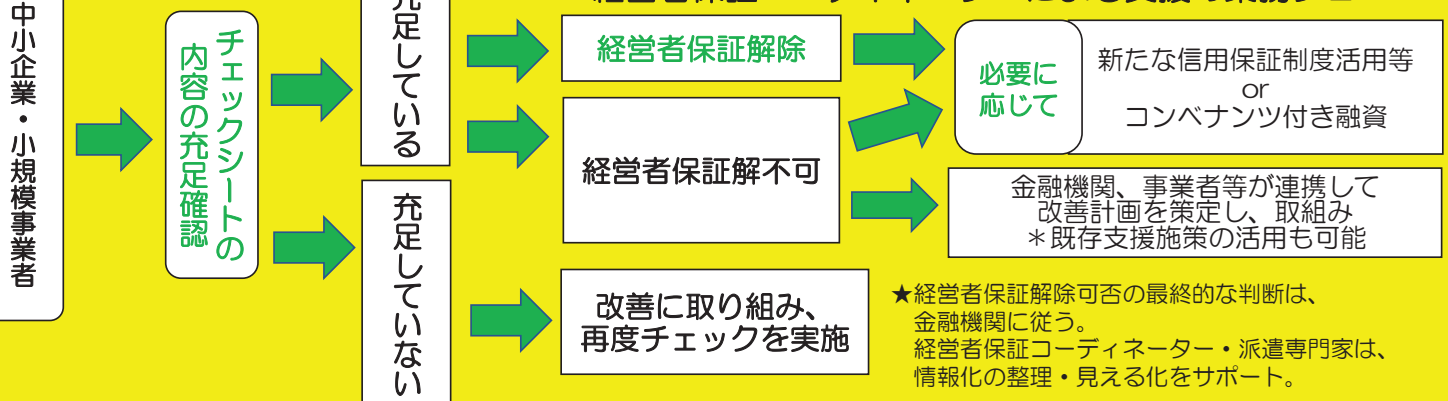 中小企業・小規模事業者
チェックシートの
内容の充足確認
充足している
充足していない
経営者保証解除
経営者保証解不可
必要に
応じて
新たな信用保証制度活用等
or
コンベナンツ付き融資
金融機関、事業者等が連携して
改善計画を策定し、取組み
＊既存支援施策の活用も可能
改善に取り組み、
再度チェックを実施
★経営者保証解除可否の最終的な判断は、
金融機関に従う。
経営者保証コーディネーター・派遣専門家は、
情報化の整理・見える化をサポート。